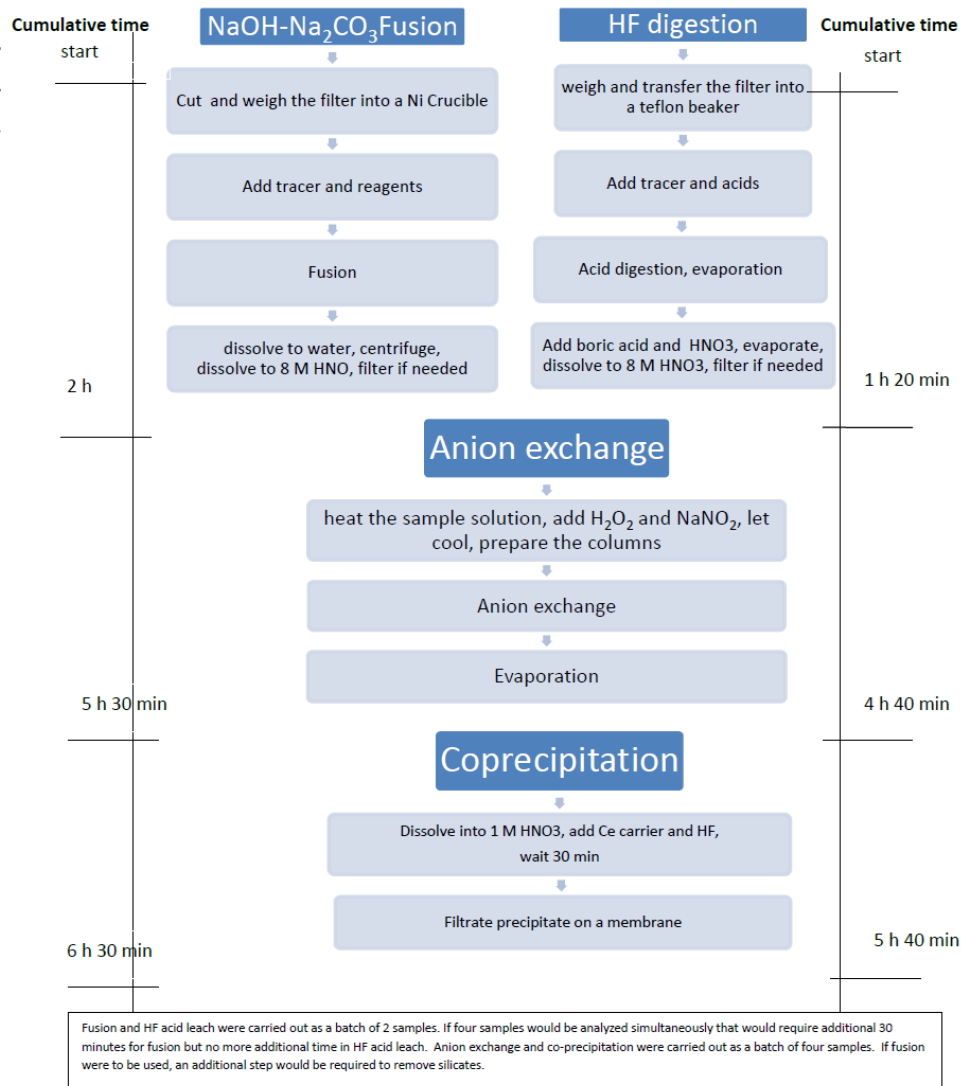 Cumulative time
start
NaOH-Na₂CO₃Fusion
Cut and weigh the filter into a Ni Crucible
Add tracer and reagents
Fusion
dissolve to water, centrifuge,
dissolve to 8 M HNO, filter if needed
2 h
HF digestion
Cumulative time
start
weigh and transfer the filter into
a teflon beaker
Add tracer and acids
Acid digestion, evaporation
Add boric acid and HNO3, evaporate,
dissolve to 8 M HNO3, filter if needed
1 h 20 min
Anion exchange
heat the sample solution, add H₂O₂ and NaNO₂, let
cool, prepare the columns
Anion exchange
Evaporation
5 h 30 min
4 h 40 min
Coprecipitation
Dissolve into 1 M HNO3, add Ce carrier and HF,
wait 30 min
Filtrate precipitate on a membrane
6 h 30 min
5 h 40 min
Fusion and HF acid leach were carried out as a batch of 2 samples. If four samples would be analyzed simultaneously that would require additional 30
minutes for fusion but no more additional time in HF acid leach. Anion exchange and co-precipitation were carried out as a batch of four samples. If fusion
were to be used, an additional step would be required to remove silicates.